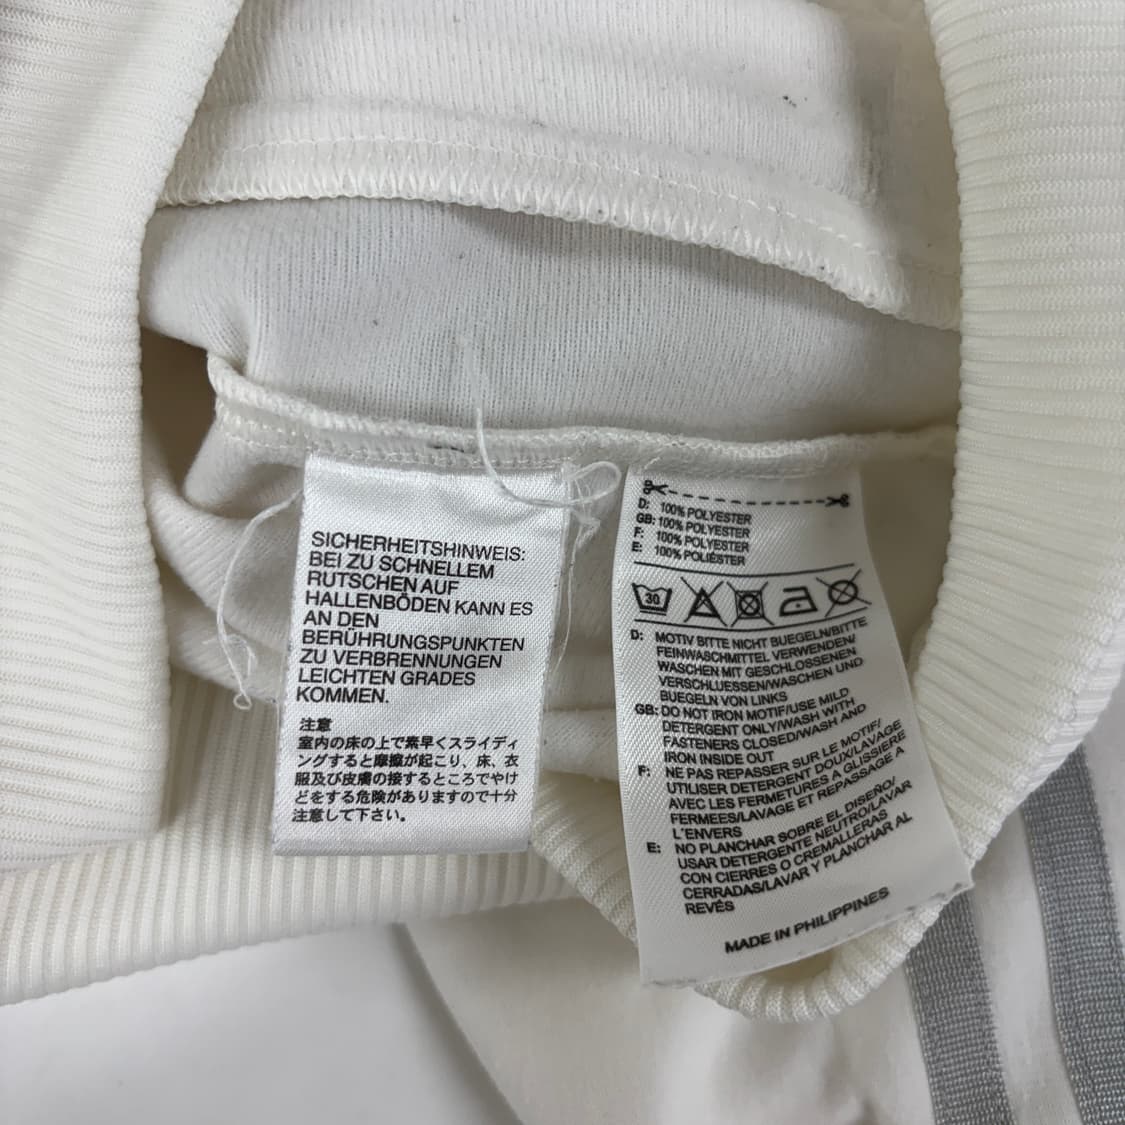 SICHERHEITSHINWEIS:
BEI ZU SCHNELLEM
RUTSCHEN AUF
HALLENBÖDEN KANN ES
AN DEN
BERÜHRUNGSPUNKTEN
ZU VERBRENNUNGEN
LEICHTEN GRADES
KOMMEN.
注意
室内の床の上で素早くスライディ
ングすると摩擦が起こり、床、衣
服及び皮膚の接するところでやけ
どをする危険がありますので十分
注意して下さい。
D: 100% POLYESTER
GB: 100% POLYESTER
F: 100% POLYESTER
E: 100% POLIÉSTER
30
D: MOTIV BITTE NICHT BUEGELN/BITTE
FEINWASCHMITTEL VERWENDEN/
WASCHEN MIT GESCHLOSSENEN
VERSCHLUESSEN/WASCHEN UND
BUEGELN VON LINKS
GB: DO NOT IRON MOTIF/USE MILD
DETERGENT ONLY/WASH WITH
FASTENERS CLOSED/WASH AND
IRON INSIDE OUT
F: NE PAS REPASSER SUR LE MOTIF/
UTILISER DETERGENT DOUX/LAVAGE
AVEC LES FERMETURES A GLISSIERE
FERMEES/LAVAGE ET REPASSAGE A
L'ENVERS
E: NO PLANCHAR SOBRE EL DISEÑO/
USAR DETERGENTE NEUTRO/LAVAR
CON CIERRES O CREMALLERAS
CERRADAS/LAVAR Y PLANCHAR AL
REVÉS
MADE IN PHILIPPINES